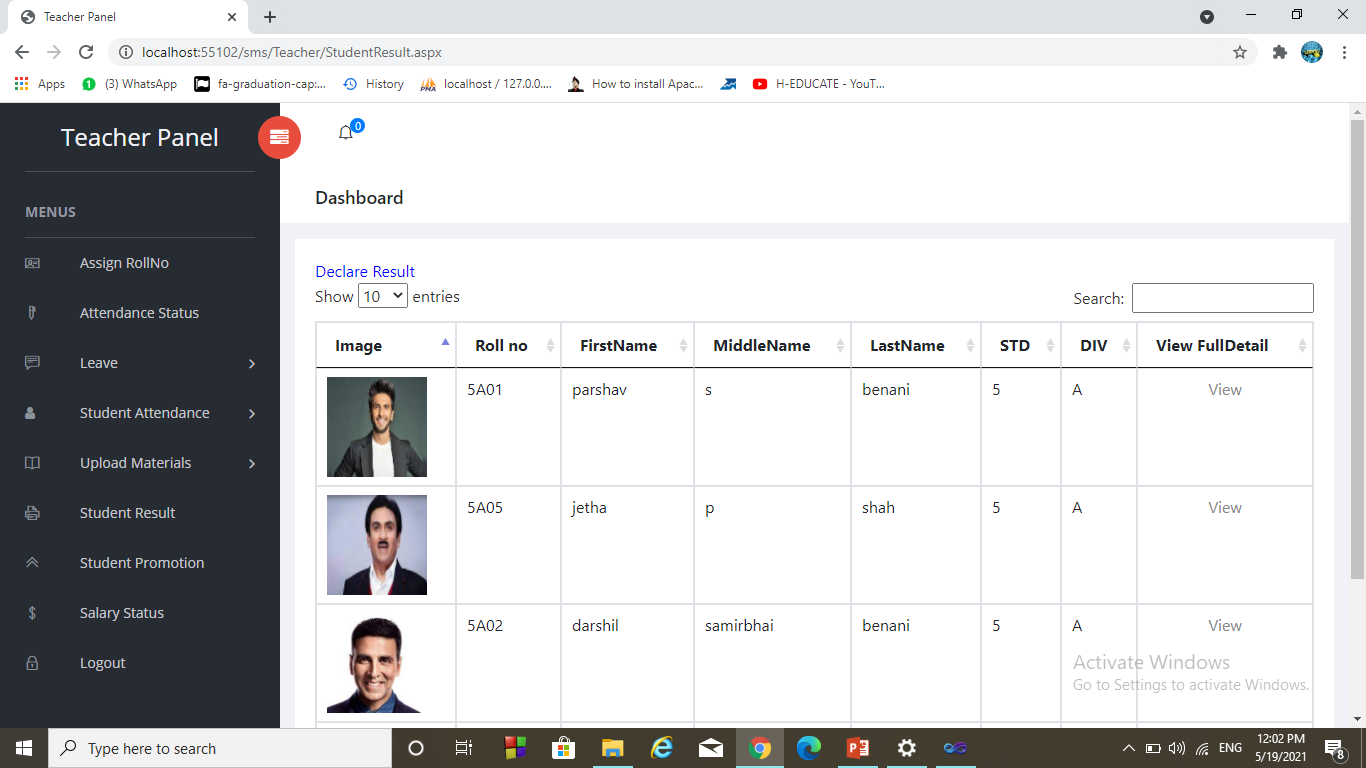 Teacher Panel
localhost:55102/sms/Teacher/StudentResult.aspx
Apps
1
(3) WhatsApp
fa-graduation-cap:...
History
PMA
localhost / 127.0.0....
How to install Apac...
H-EDUCATE - YouT...
Teacher Panel
0
Dashboard
MENUS
Assign RollNo
Attendance Status
Leave
Student Attendance
Upload Materials
Student Result
Student Promotion
Salary Status
Logout
Declare Result
Show 10 entries
Search:
Image Roll no FirstName MiddleName LastName STD DIV View FullDetail
5A01 parshav s benani 5 A View
5A05 jetha p shah 5 A View
5A02 darshil samirbhai benani 5 A View
Activate Windows
Go to Settings to activate Windows.
Type here to search
ENG
12:02 PM
5/19/2021
8